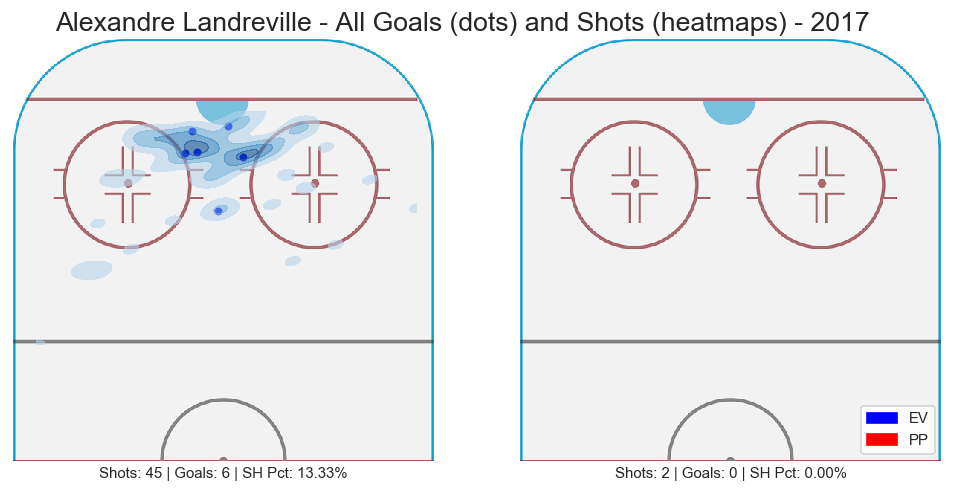 Alexandre Landreville - All Goals (dots) and Shots (heatmaps) - 2017
EV
PP
Shots: 45 | Goals: 6 | SH Pct: 13.33%
Shots: 2 | Goals: 0 | SH Pct: 0.00%